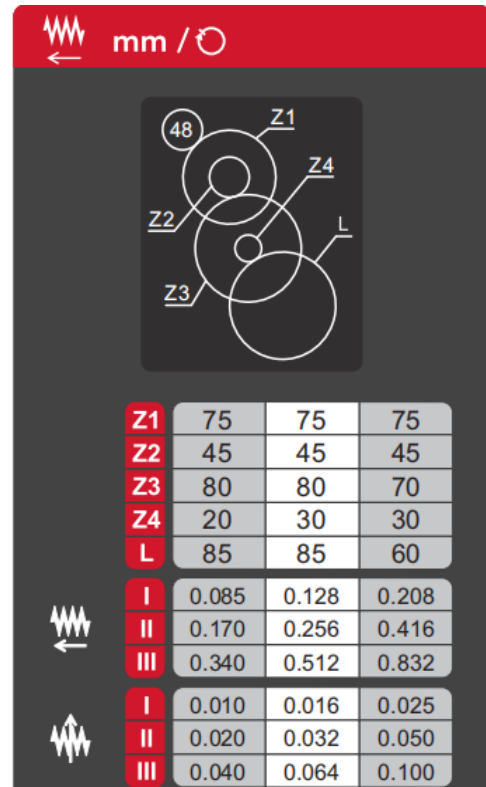 mm /
48
Z1
Z4
Z2
L
Z3
Z1 75 75 75
Z2 45 45 45
Z3 80 80 70
Z4 20 30 30
L 85 85 60
I 0.085 0.128 0.208
II 0.170 0.256 0.416
III 0.340 0.512 0.832
I 0.010 0.016 0.025
II 0.020 0.032 0.050
III 0.040 0.064 0.100